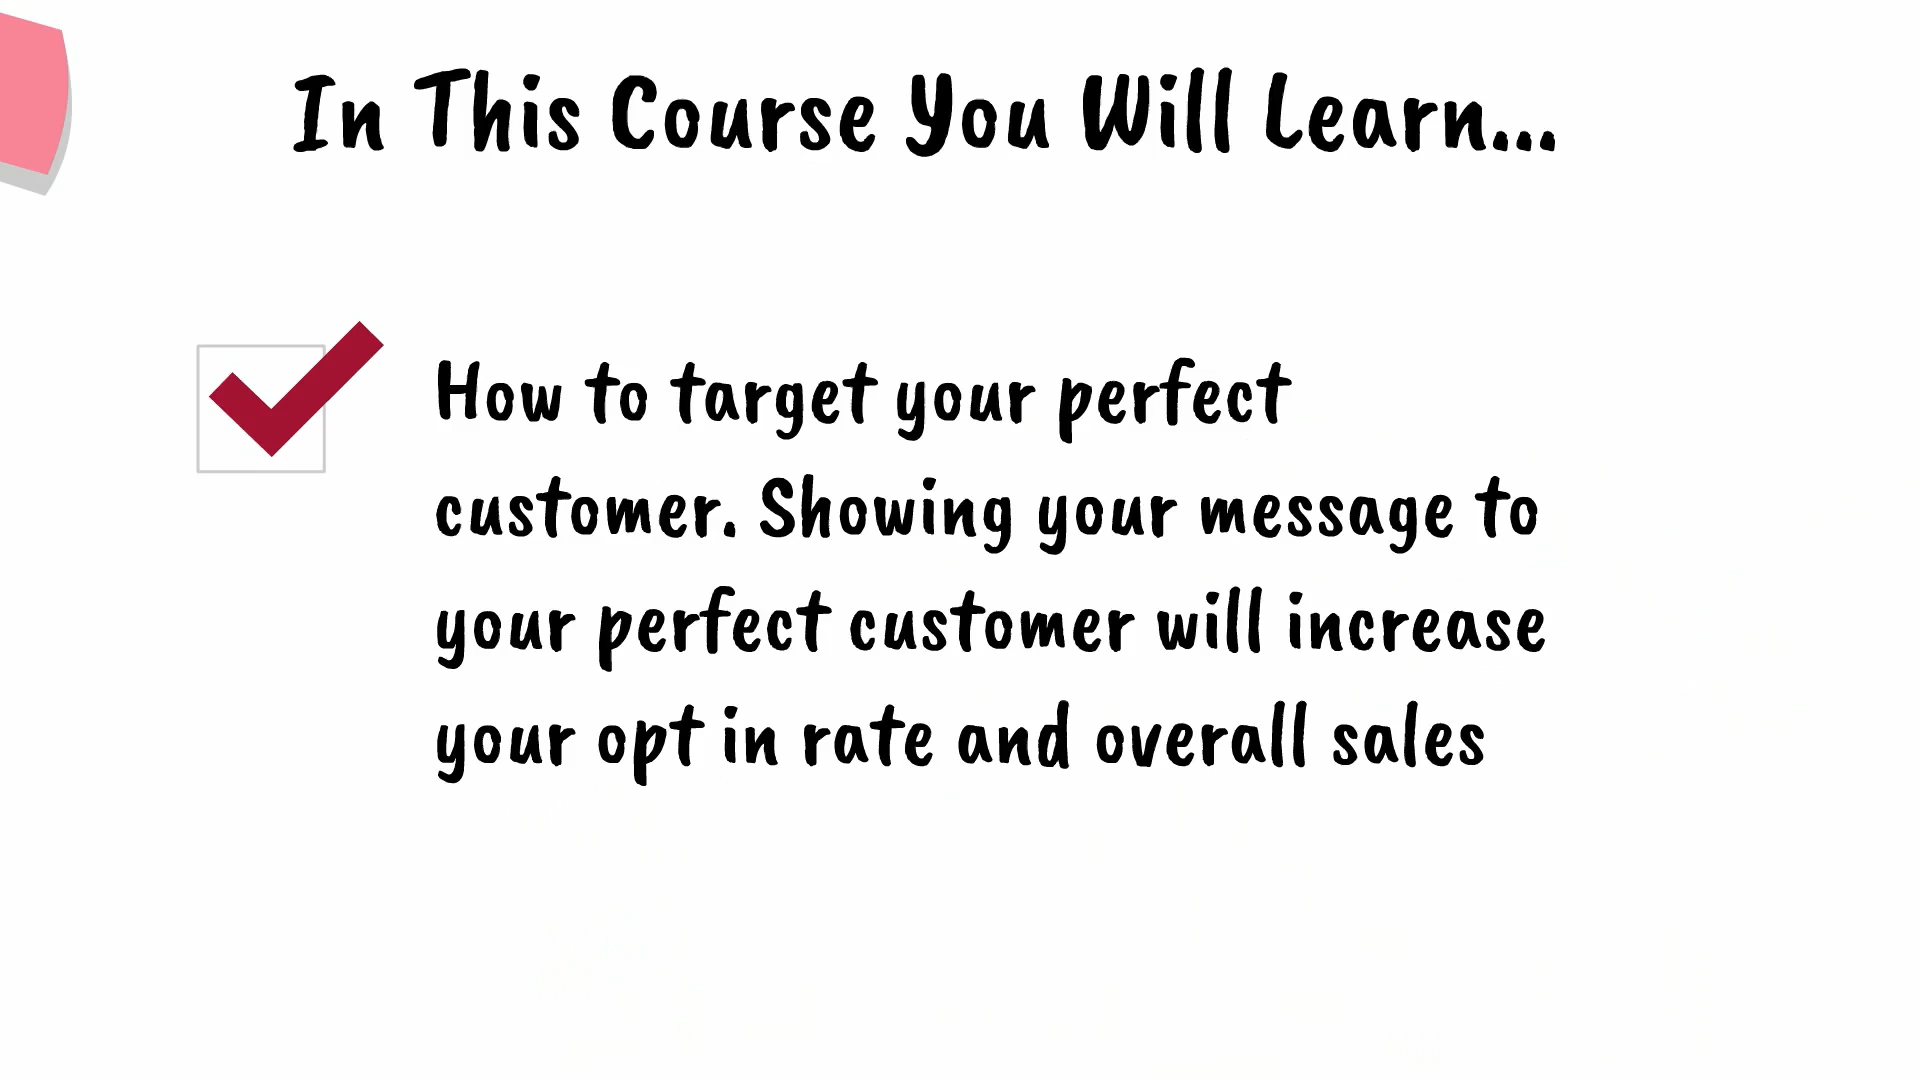 In This Course You Will Learn...
How to target your perfect
customer. Showing your message to
your perfect customer will increase
your opt in rate and overall sales